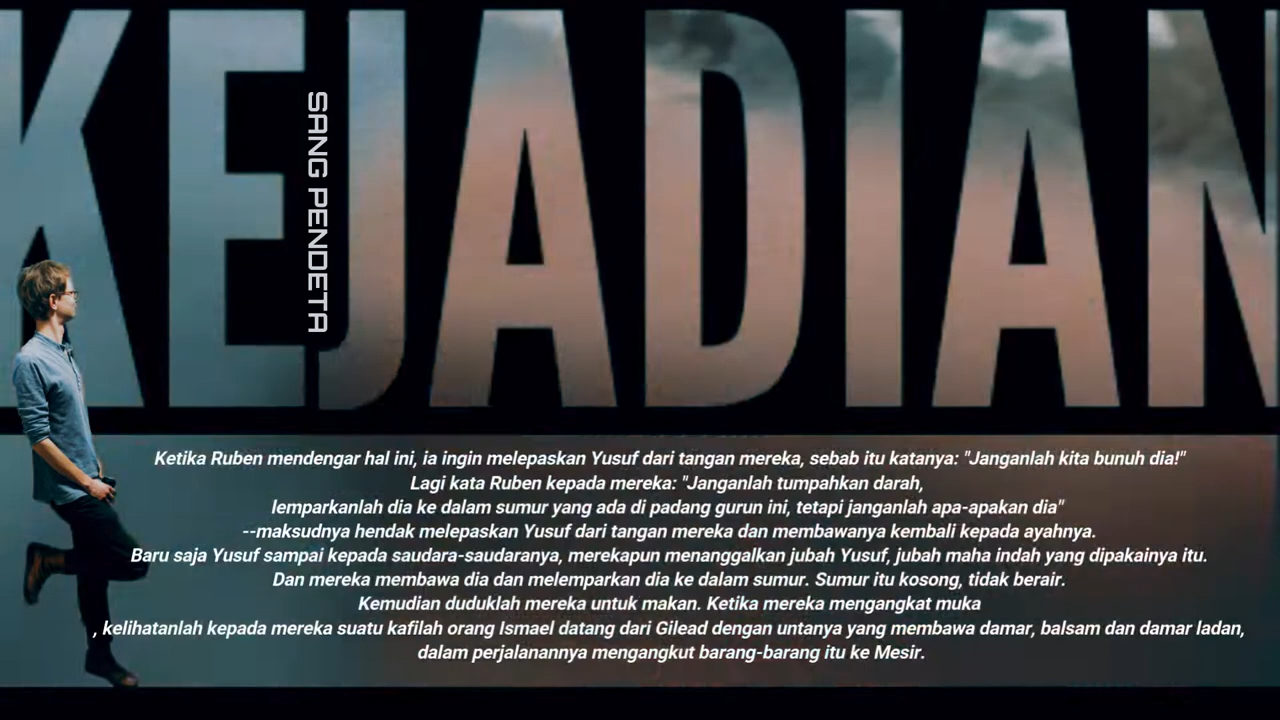 KEJADIAN
SANG PENDETA
Ketika Ruben mendengar hal ini, ia ingin melepaskan Yusuf dari tangan mereka, sebab itu katanya: "Janganlah kita bunuh dia!"
Lagi kata Ruben kepada mereka: "Janganlah tumpahkan darah,
lemparkanlah dia ke dalam sumur yang ada di padang gurun ini, tetapi janganlah apa-apakan dia"
--maksudnya hendak melepaskan Yusuf dari tangan mereka dan membawanya kembali kepada ayahnya.
Baru saja Yusuf sampai kepada saudara-saudaranya, merekapun menanggalkan jubah Yusuf, jubah maha indah yang dipakainya itu.
Dan mereka membawa dia dan melemparkan dia ke dalam sumur. Sumur itu kosong, tidak berair.
Kemudian duduklah mereka untuk makan. Ketika mereka mengangkat muka
, kelihatanlah kepada mereka suatu kafilah orang Ismael datang dari Gilead dengan untanya yang membawa damar, balsam dan damar ladan,
dalam perjalanannya mengangkut barang-barang itu ke Mesir.